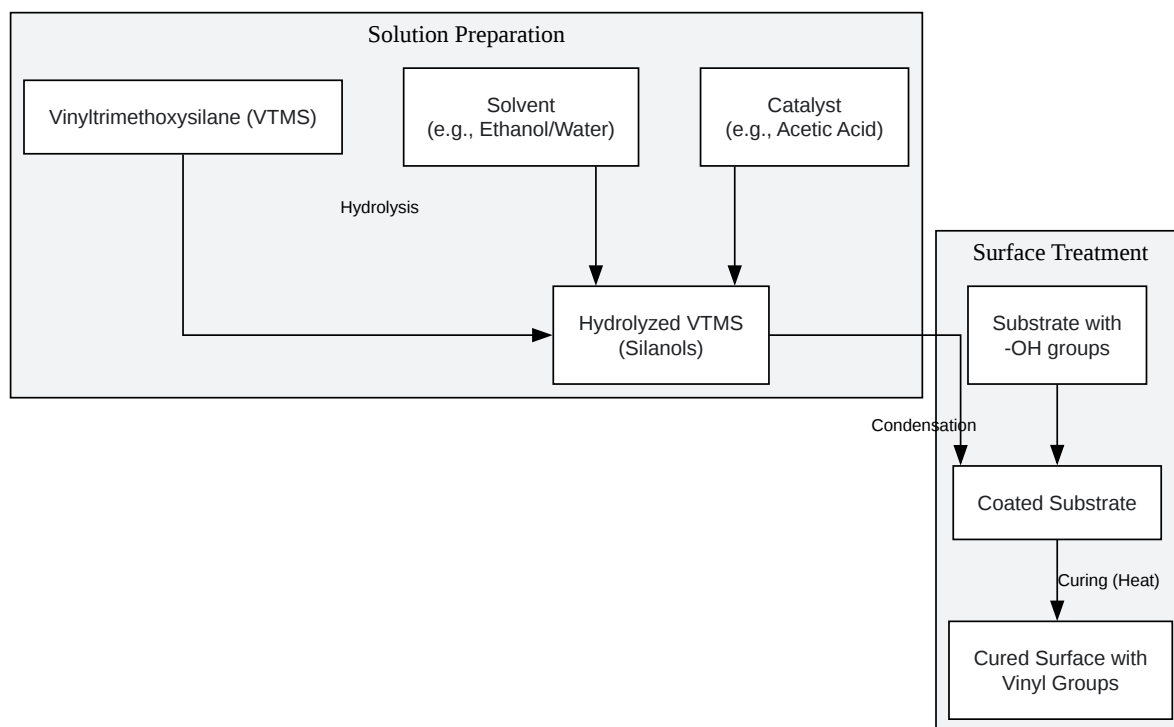 Solution Preparation
Vinyltrimethoxysilane (VTMS)
Solvent
(e.g., Ethanol/Water)
Catalyst
(e.g., Acetic Acid)
Hydrolysis
Hydrolyzed VTMS
(Silanols)
Surface Treatment
Substrate with
-OH groups
Condensation
Coated Substrate
Curing (Heat)
Cured Surface with
Vinyl Groups